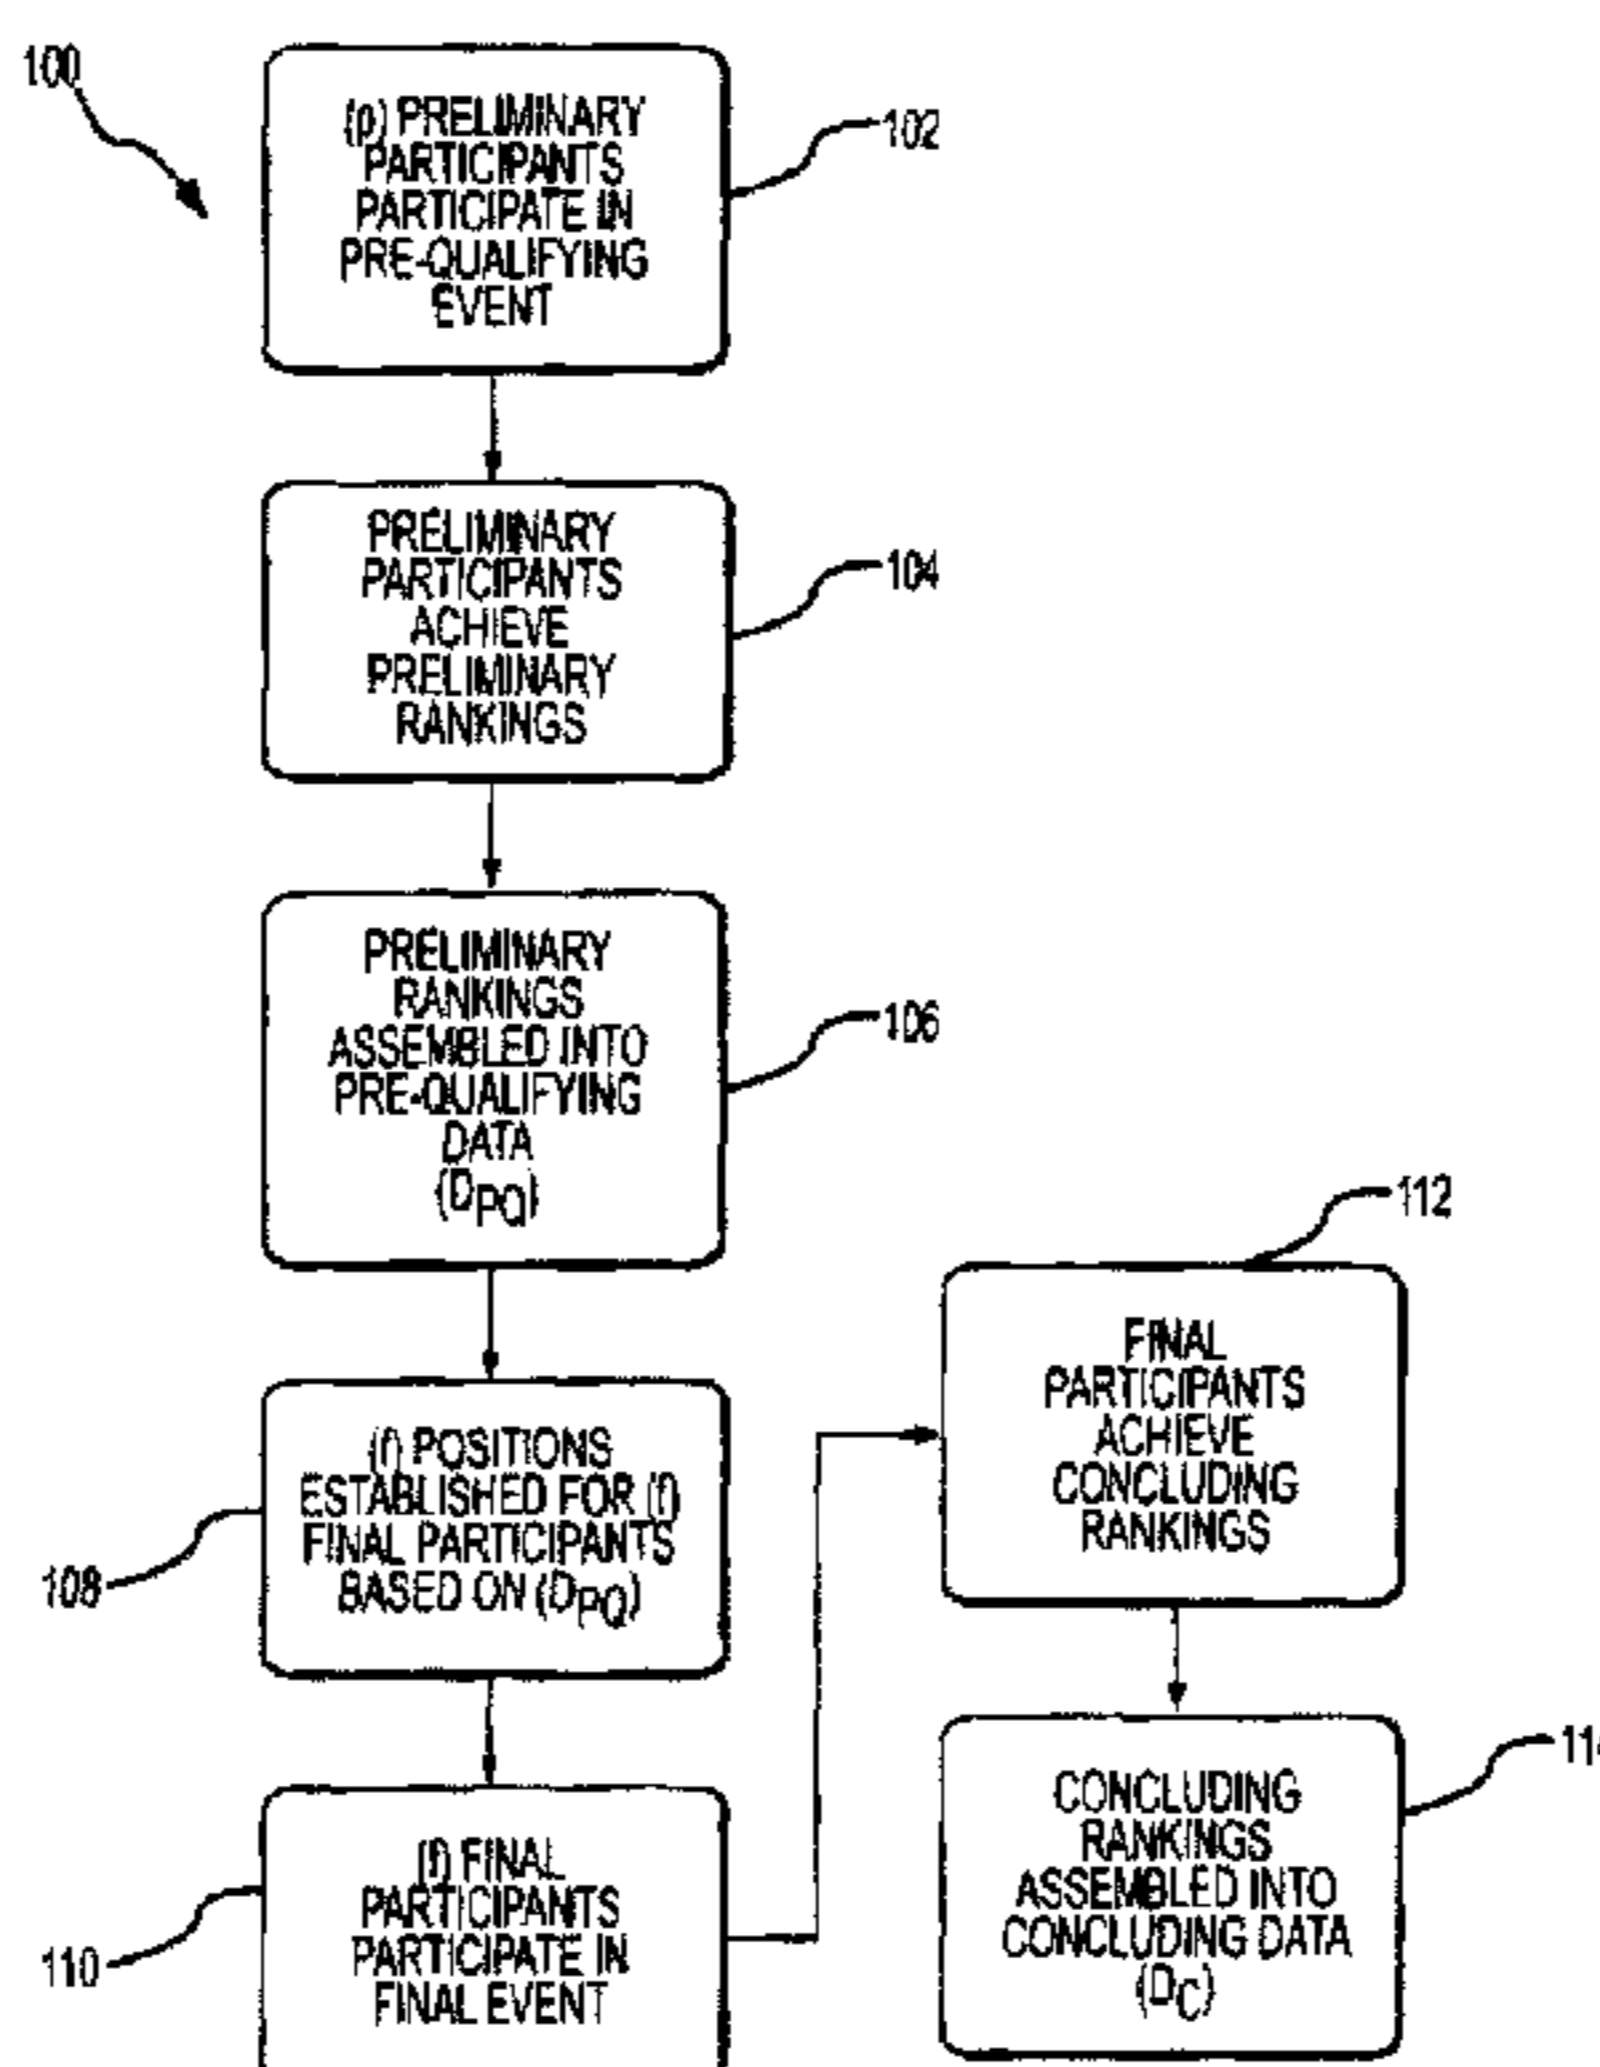 100
(p) PRELIMINARY
PARTICIPANTS
PARTICIPATE IN
PRE-QUALIFYING
EVENT
102
PRELIMINARY
PARTICIPANTS
ACHIEVE
PRELIMINARY
RANKINGS
104
PRELIMINARY
RANKINGS
ASSEMBLED INTO
PRE-QUALIFYING
DATA
(DPQ)
106
(f) POSITIONS
ESTABLISHED FOR (f)
FINAL PARTICIPANTS
BASED ON (DPQ)
108
(f) FINAL
PARTICIPANTS
PARTICIPATE IN
FINAL EVENT
110
112
FINAL
PARTICIPANTS
ACHIEVE
CONCLUDING
RANKINGS
CONCLUDING
RANKINGS
ASSEMBLED INTO
CONCLUDING DATA
(DC)